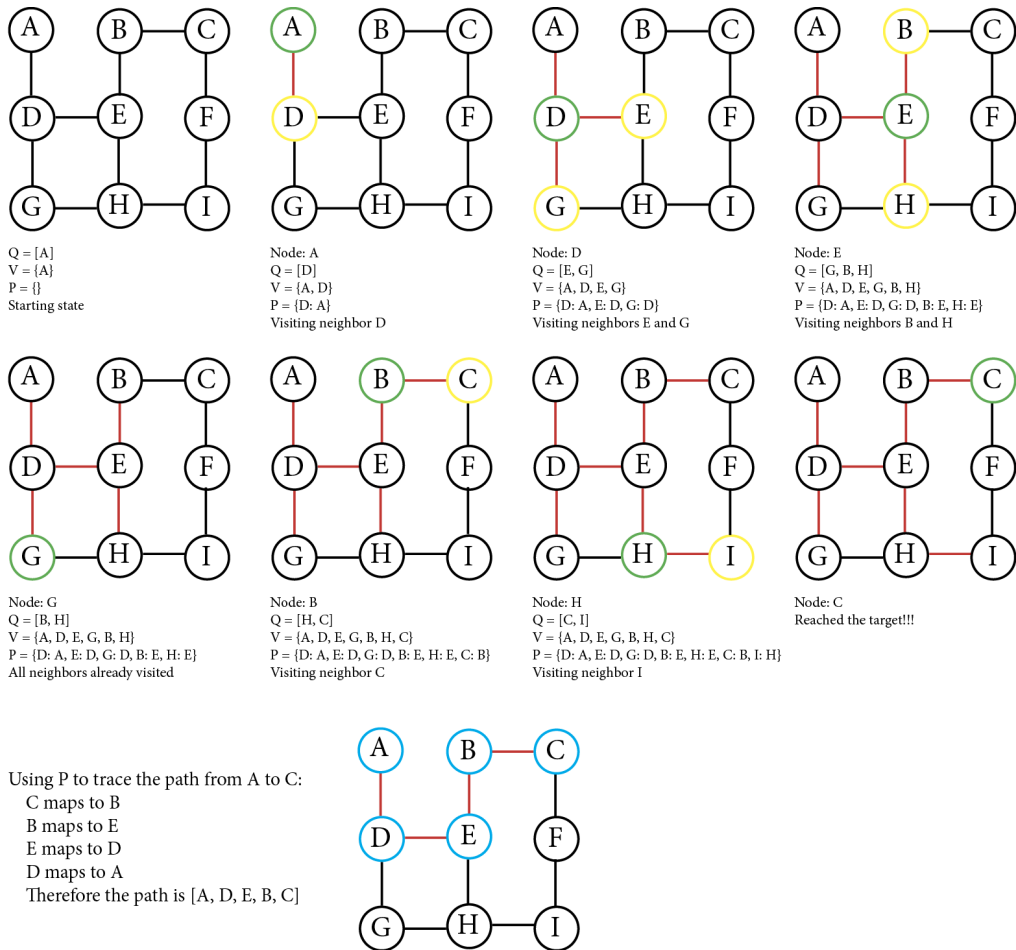 A B C A B C A B C A B C
D E F D E F D E F D E F
G H I G H I G H I G H I
Q = [A]
V = {A}
P = {}
Starting state
Node: A
Q = [D]
V = {A, D}
P = {D: A}
Visiting neighbor D
Node: D
Q = [E, G]
V = {A, D, E, G}
P = {D: A, E: D, G: D}
Visiting neighbors E and G
Node: E
Q = [G, B, H]
V = {A, D, E, G, B, H}
P = {D: A, E: D, G: D, B: E, H: E}
Visiting neighbors B and H
A B C A B C A B C A B C
D E F D E F D E F D E F
G H I G H I G H I G H I
Node: G
Q = [B, H]
V = {A, D, E, G, B, H}
P = {D: A, E: D, G: D, B: E, H: E}
All neighbors already visited
Node: B
Q = [H, C]
V = {A, D, E, G, B, H, C}
P = {D: A, E: D, G: D, B: E, H: E, C: B}
Visiting neighbor C
Node: H
Q = [C, I]
V = {A, D, E, G, B, H, C}
P = {D: A, E: D, G: D, B: E, H: E, C: B, I: H}
Visiting neighbor I
Node: C
Reached the target!!!
Using P to trace the path from A to C:
C maps to B
B maps to E
E maps to D
D maps to A
Therefore the path is [A, D, E, B, C]
A B C
D E F
G H I